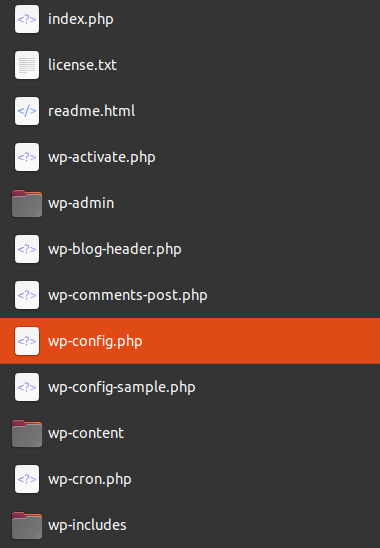 index.php
license.txt
readme.html
wp-activate.php
wp-admin
wp-blog-header.php
wp-comments-post.php
wp-config.php
wp-config-sample.php
wp-content
wp-cron.php
wp-includes